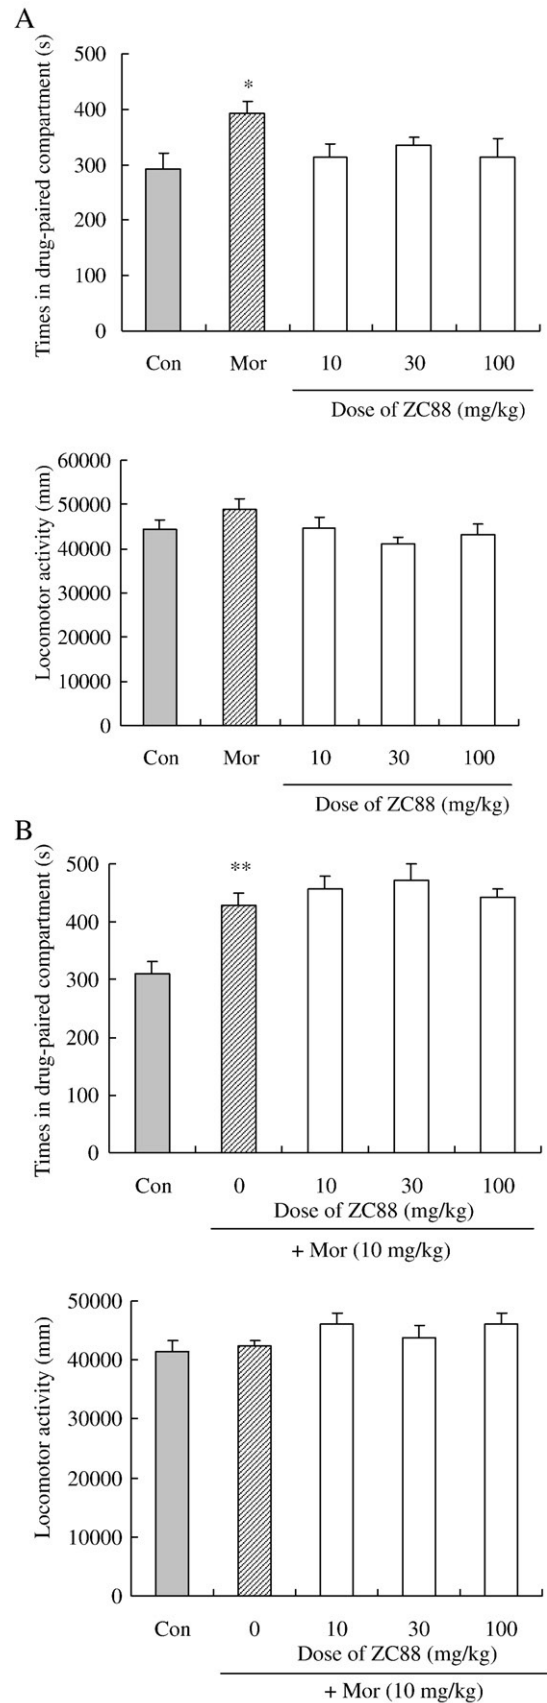 A
Times in drug-paired compartment (s)
500
400
300
200
100
0
*
Con Mor 10 30 100
Dose of ZC88 (mg/kg)
Locomotor activity (mm)
60000
50000
40000
30000
20000
10000
0
Con Mor 10 30 100
Dose of ZC88 (mg/kg)
B
Times in drug-paired compartment (s)
500
400
300
200
100
0
**
Con 0 10 30 100
Dose of ZC88 (mg/kg)
+ Mor (10 mg/kg)
Locomotor activity (mm)
50000
40000
30000
20000
10000
0
Con 0 10 30 100
Dose of ZC88 (mg/kg)
+ Mor (10 mg/kg)